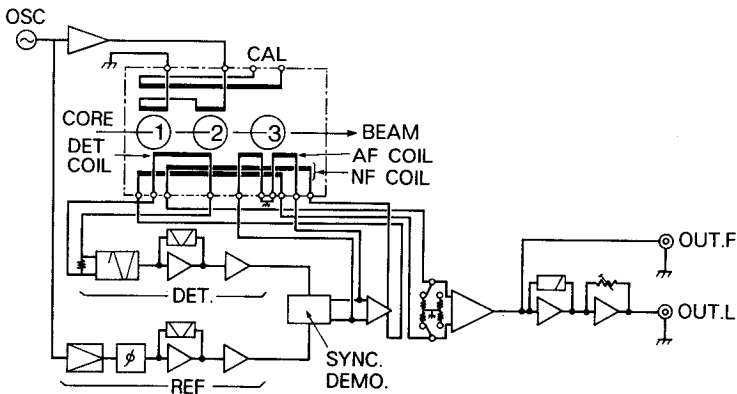 OSC
CAL
CORE
1
2
3
BEAM
DET
COIL
AF COIL
NF COIL
OUT.F
DET.
OUT.L
ϕ
SYNC.
DEMO.
REF